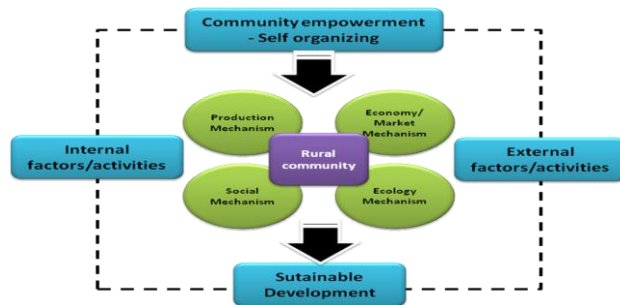 Community empowerment
- Self organizing
Production
Mechanism
Economy/
Market
Mechanism
Internal
factors/activities
Rural
community
External
factors/activities
Social
Mechanism
Ecology
Mechanism
Sutainable
Development